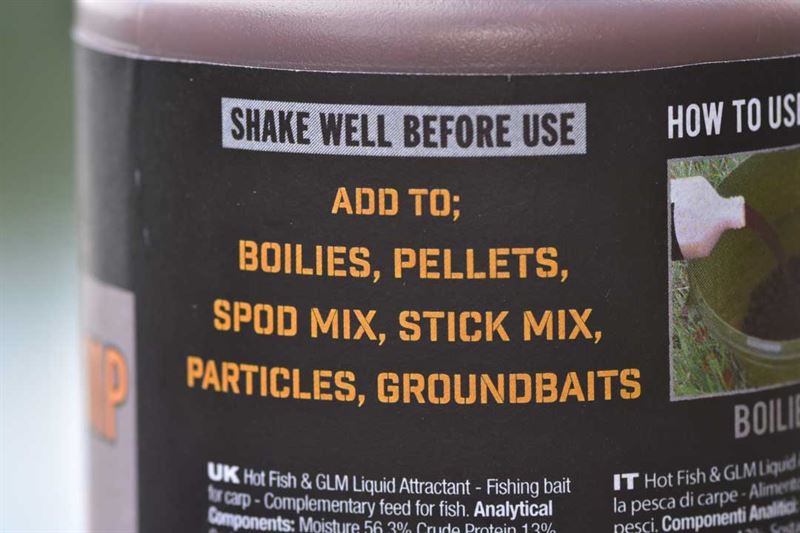 SHAKE WELL BEFORE USE
ADD TO;
BOILIES, PELLETS,
SPOD MIX, STICK MIX,
PARTICLES, GROUNDBAITS
UK Hot Fish & GLM Liquid Attractant - Fishing bait
for carp - Complementary feed for fish. Analytical
Components: Moisture 56.3% Crude Protein 13%
HOW TO USE
BOILIE
IT Hot Fish & GLM Liquid
la pesca di carpe - Aliment
pesci. Componenti Analitici: